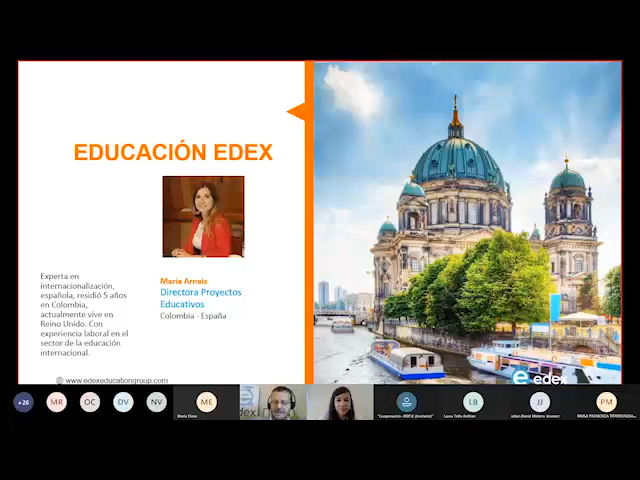 EDUCACIÓN EDEX
Experta en
internacionalización,
española, residió 5 años
en Colombia,
actualmente vive en
Reino Unido. Con
experiencia laboral en el
sector de la educación
internacional.
María Arnaiz
Directora Proyectos
Educativos
Colombia - España
www.edexeducationgroup.com
edex
+26
MR
OC
DV
NV
ME
edex
LB
JJ
PM